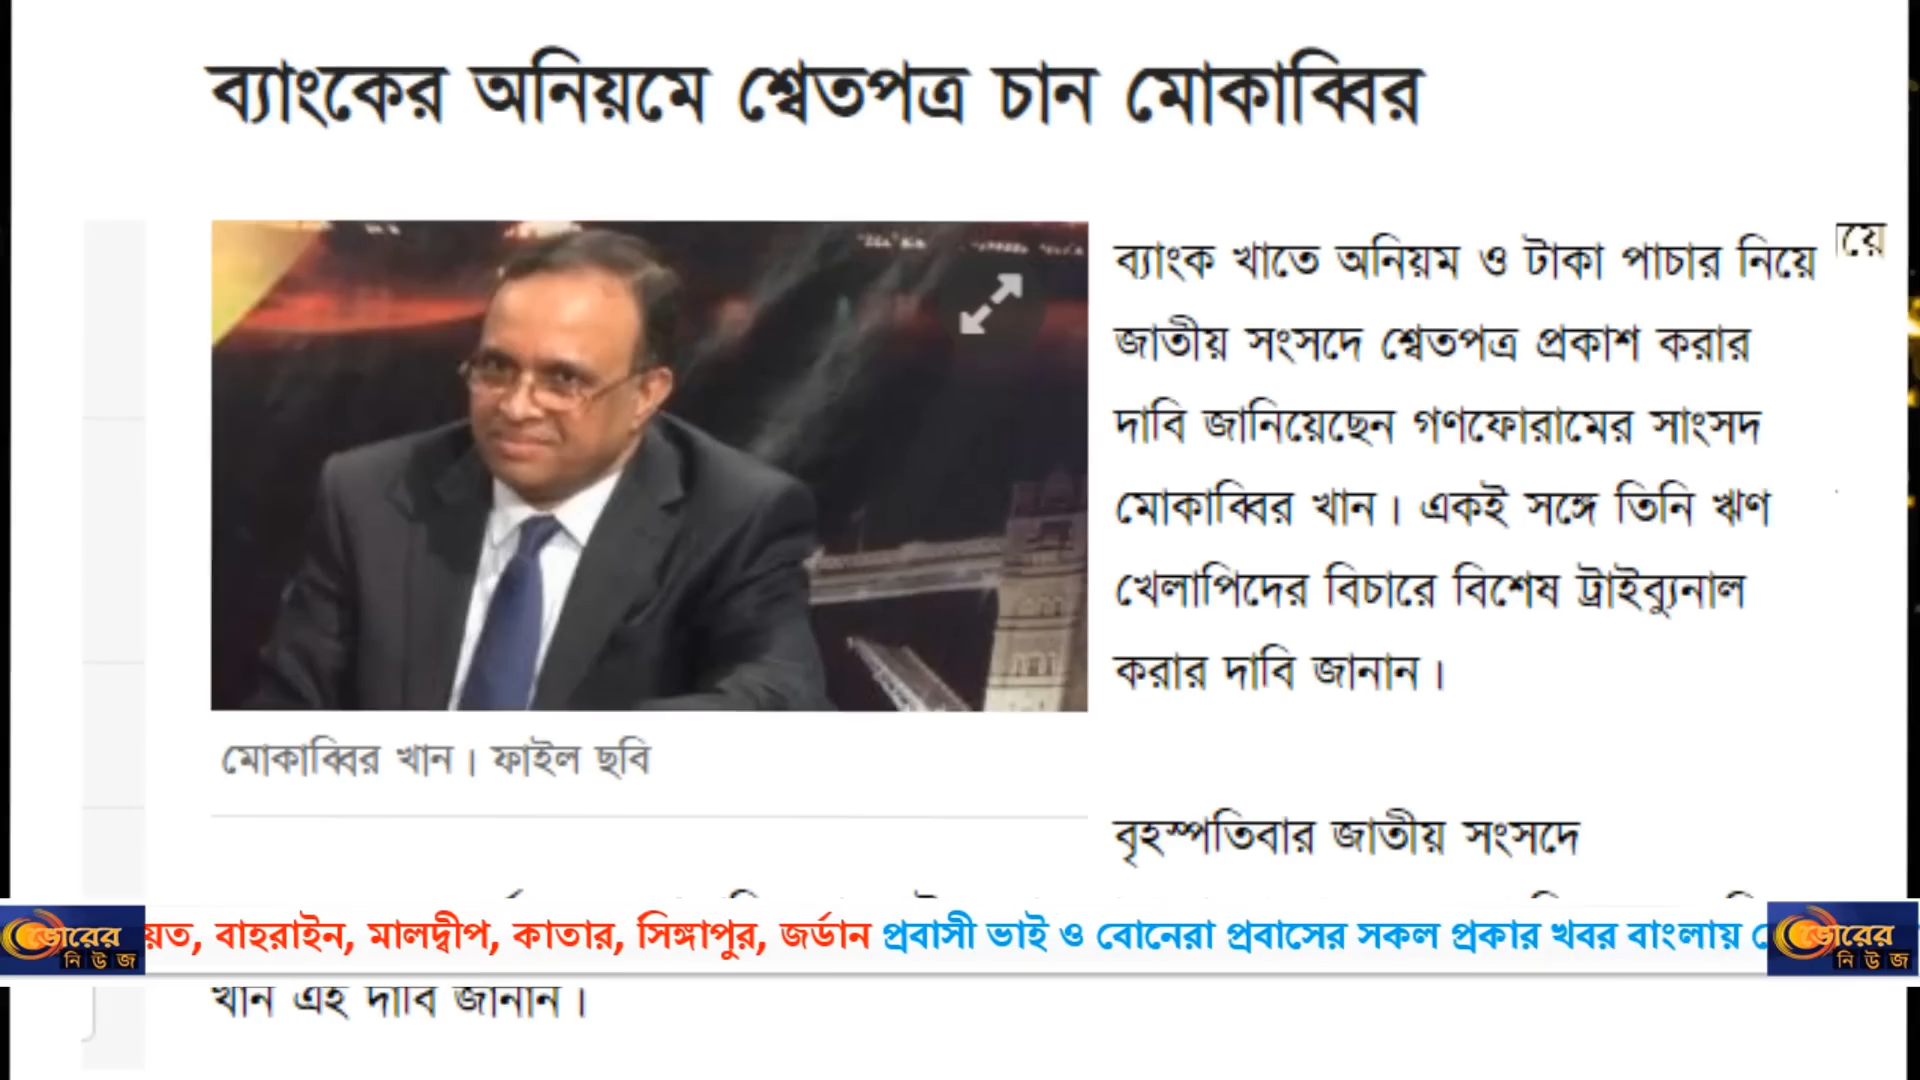 ব্যাংকের অনিয়মে শ্বেতপত্র চান মোকাব্বির
ব্যাংক খাতে অনিয়ম ও টাকা পাচার নিয়ে
জাতীয় সংসদে শ্বেতপত্র প্রকাশ করার
দাবি জানিয়েছেন গণফোরামের সাংসদ
মোকাব্বির খান। একই সঙ্গে তিনি ঋণ
খেলাপিদের বিচারে বিশেষ ট্রাইব্যুনাল
করার দাবি জানান।
মোকাব্বির খান। ফাইল ছবি
বৃহস্পতিবার জাতীয় সংসদে
ভোরের
নিউজ
য়েত, বাহরাইন, মালদ্বীপ, কাতার, সিঙ্গাপুর, জর্ডান প্রবাসী ভাই ও বোনেরা প্রবাসের সকল প্রকার খবর বাংলায়
ভোরের
নিউজ
খান এই দাবি জানান।